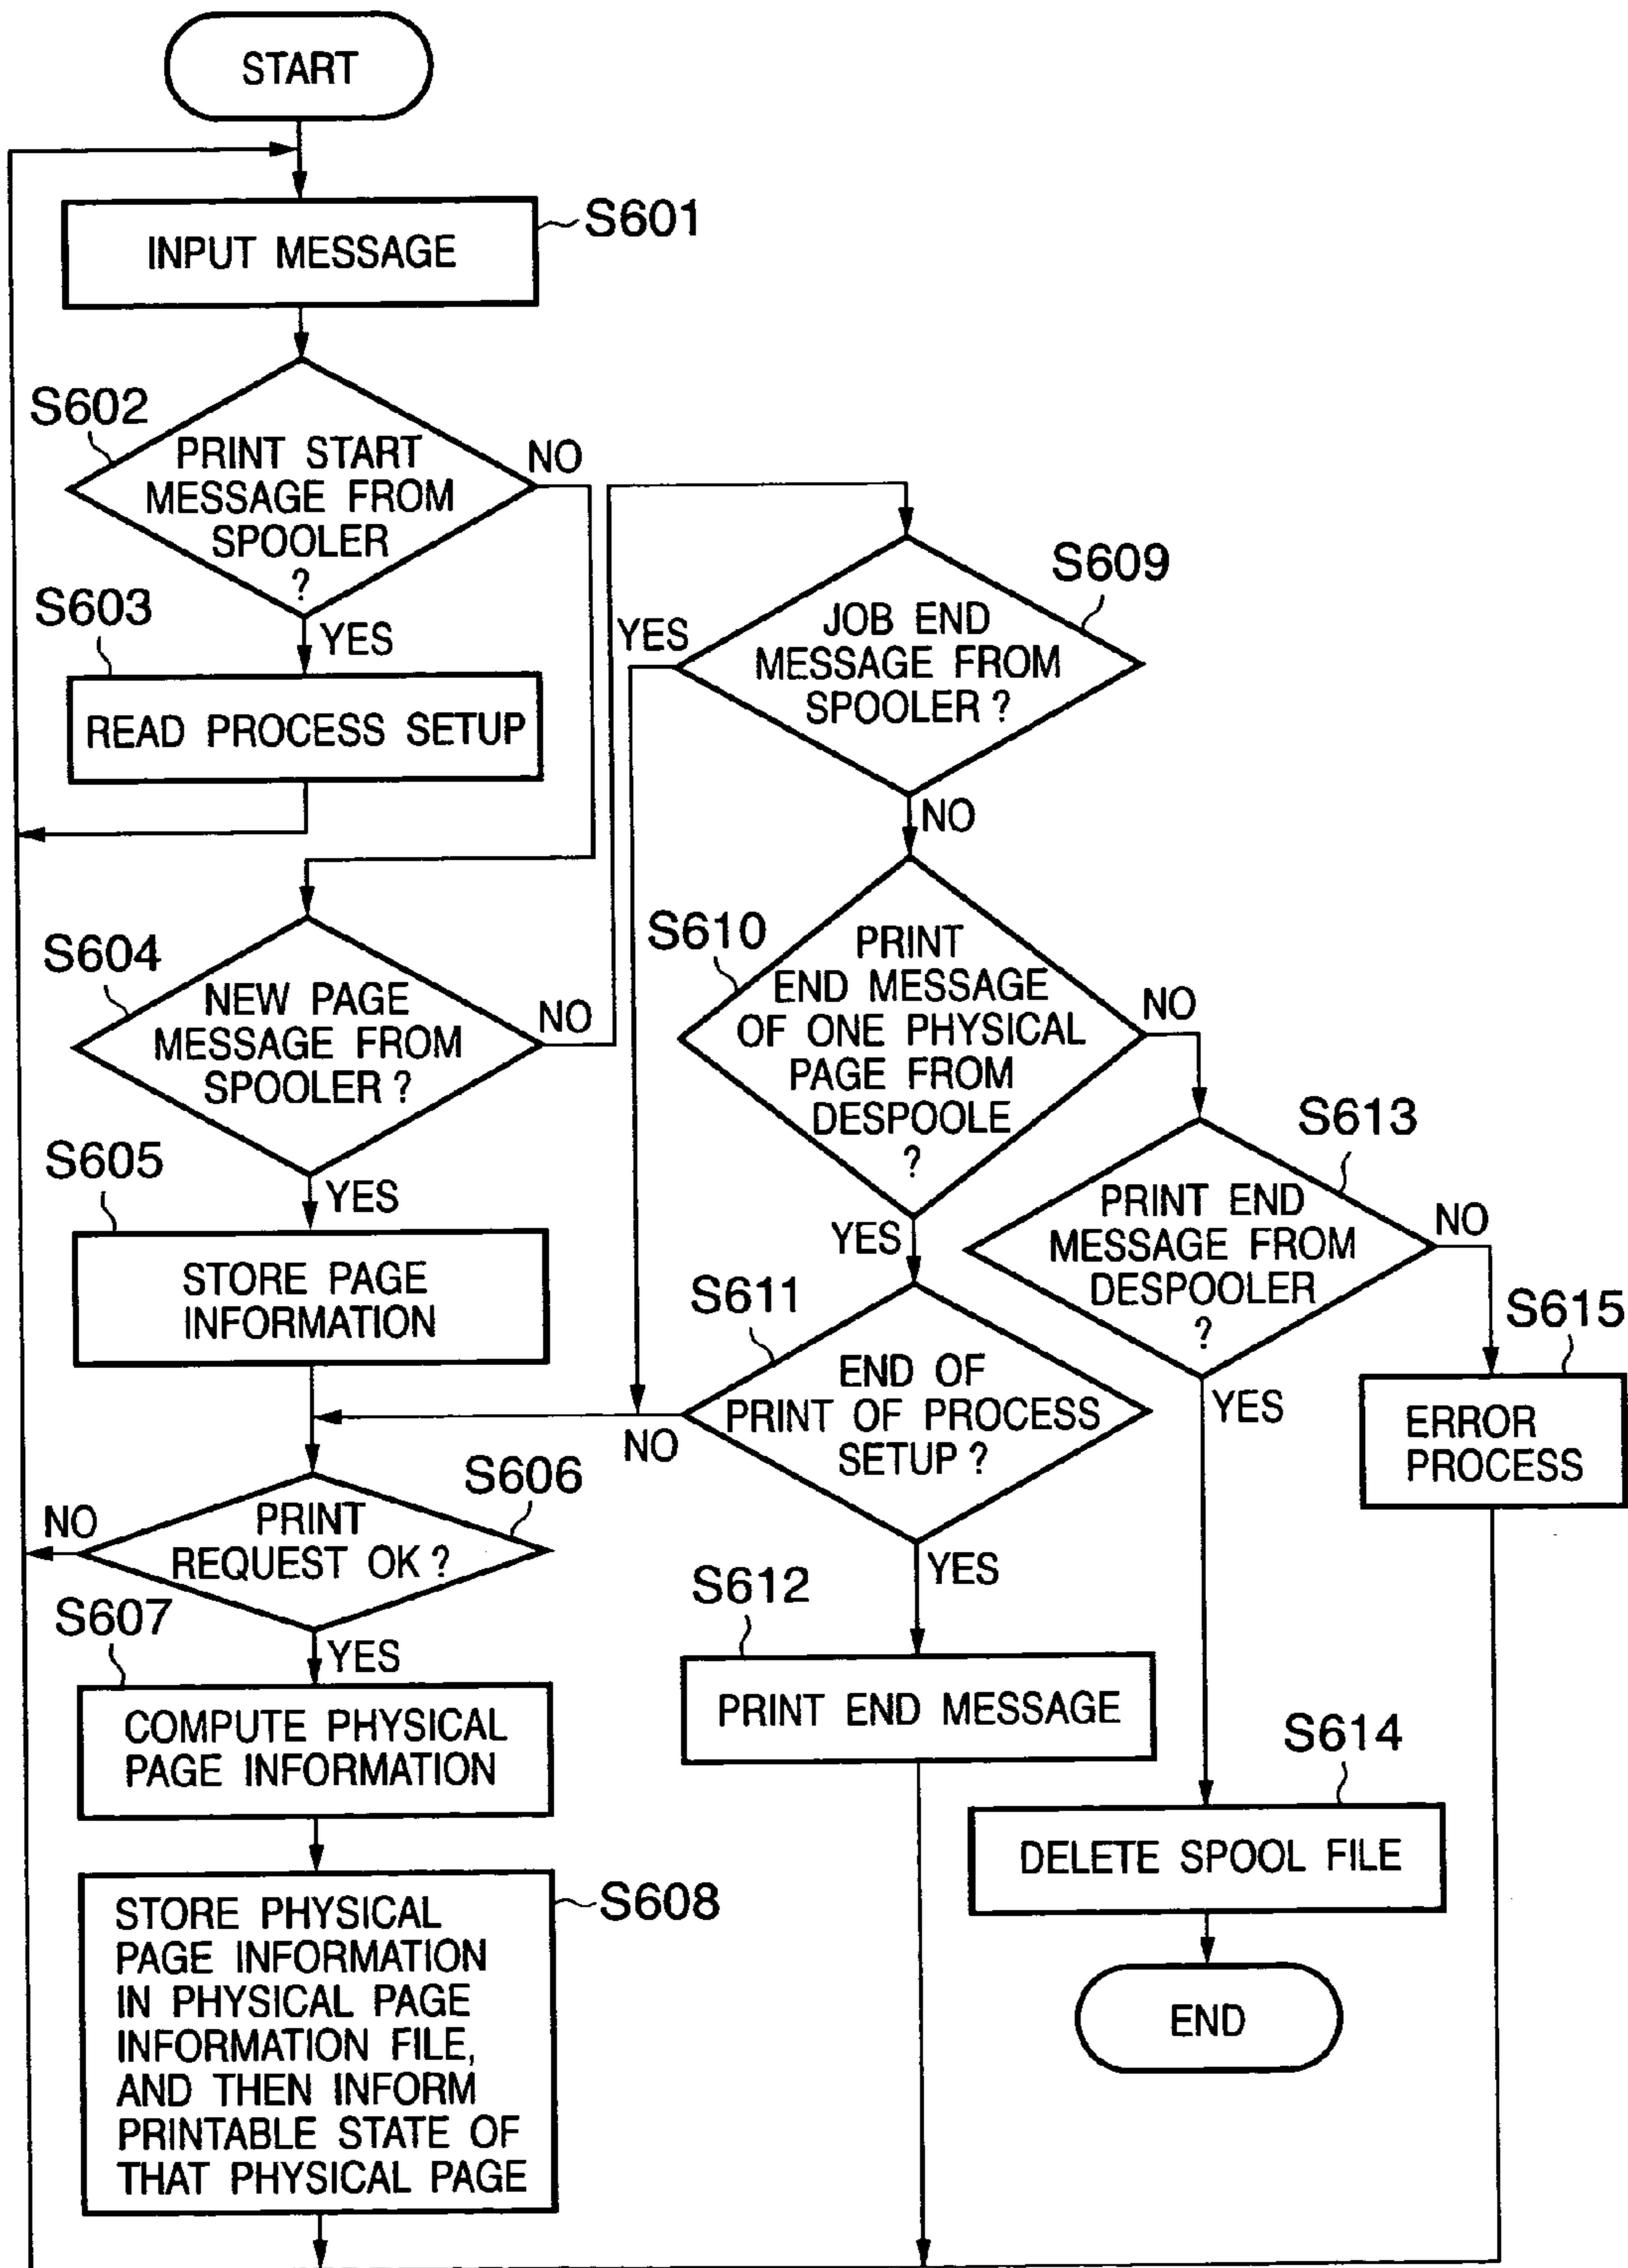 START
INPUT MESSAGE
S601
S602
PRINT START
MESSAGE FROM
SPOOLER
?
NO
YES
S603
READ PROCESS SETUP
S604
NEW PAGE
MESSAGE FROM
SPOOLER ?
NO
YES
S605
STORE PAGE
INFORMATION
S606
PRINT
REQUEST OK ?
NO
YES
S607
COMPUTE PHYSICAL
PAGE INFORMATION
S608
STORE PHYSICAL
PAGE INFORMATION
IN PHYSICAL PAGE
INFORMATION FILE,
AND THEN INFORM
PRINTABLE STATE OF
THAT PHYSICAL PAGE
S609
JOB END
MESSAGE FROM
SPOOLER ?
YES
NO
S610
PRINT
END MESSAGE
OF ONE PHYSICAL
PAGE FROM
DESPOOLE
?
NO
YES
S611
END OF
PRINT OF PROCESS
SETUP ?
NO
YES
S612
PRINT END MESSAGE
S613
PRINT END
MESSAGE FROM
DESPOOLER
?
NO
YES
S614
DELETE SPOOL FILE
END
S615
ERROR
PROCESS